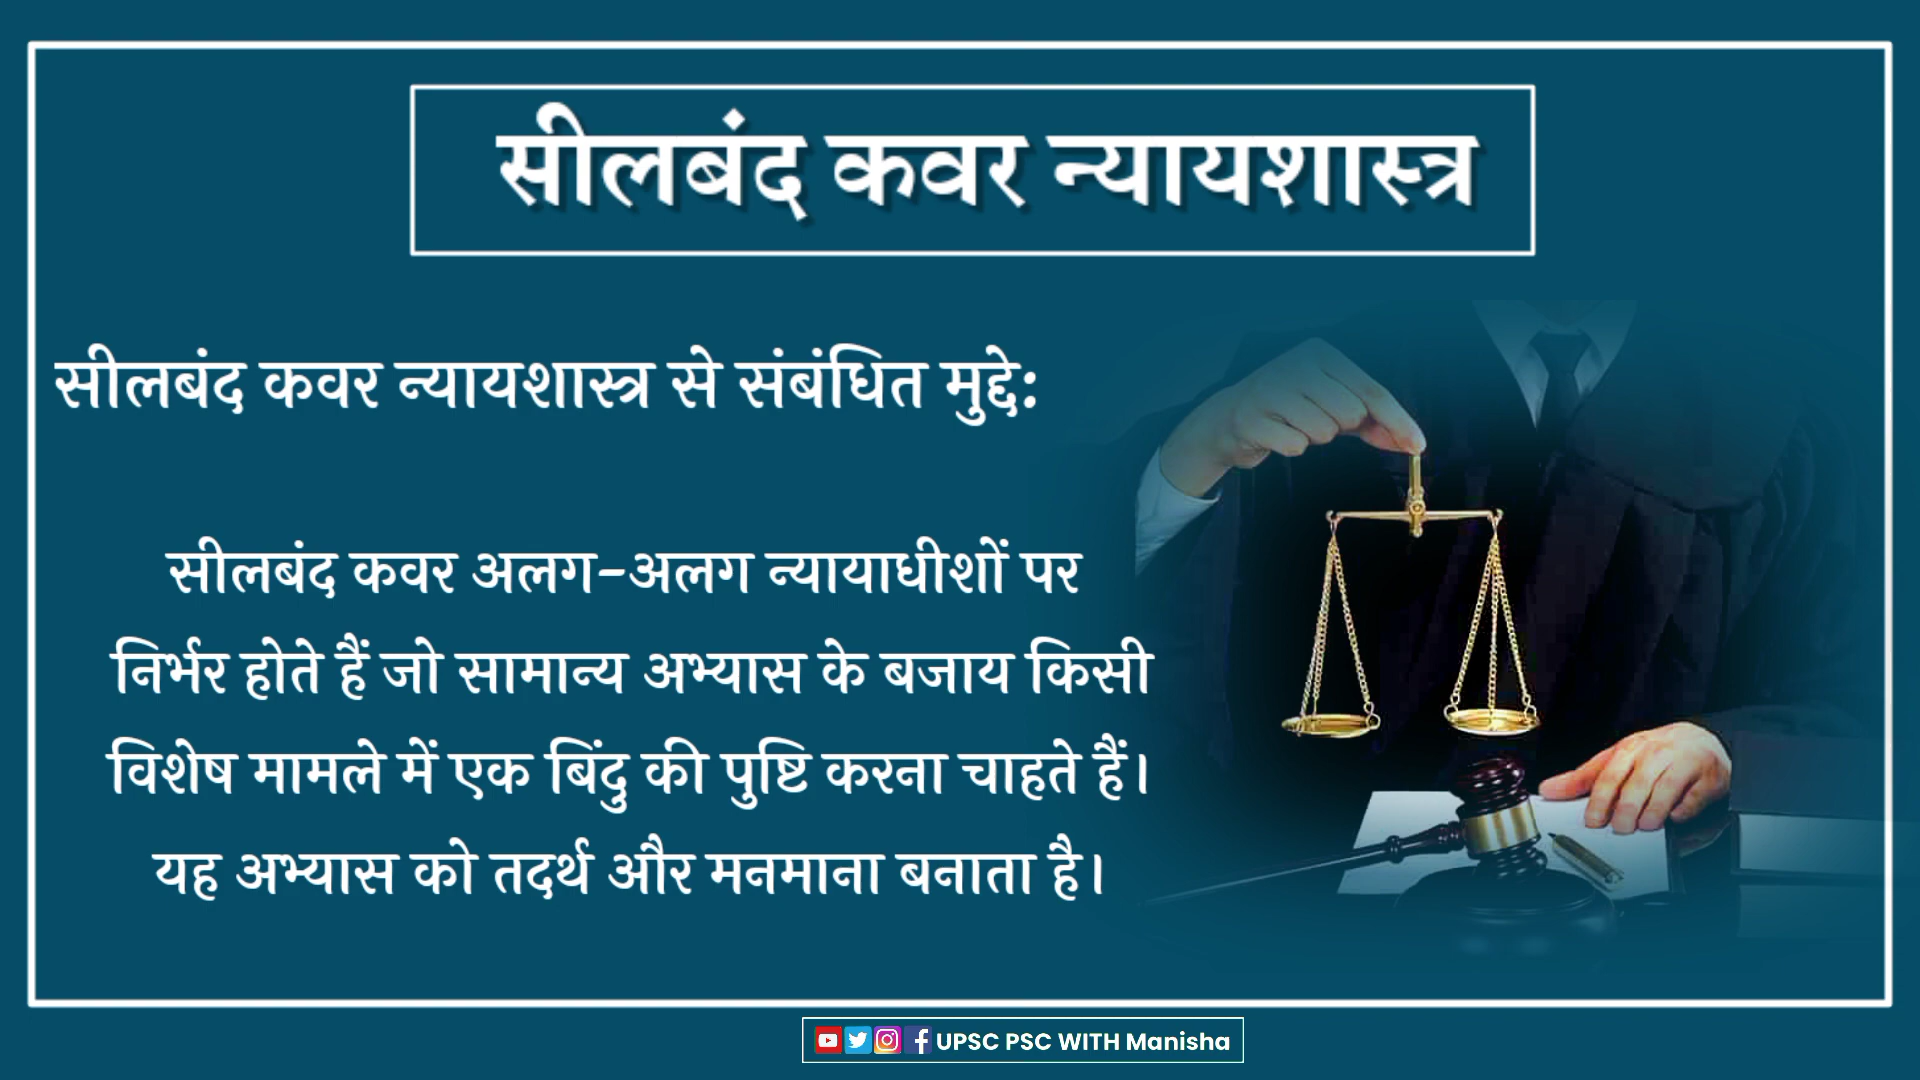 सीलबंद कवर न्यायशास्त्र
सीलबंद कवर न्यायशास्त्र से संबंधित मुद्दे:
सीलबंद कवर अलग-अलग न्यायाधीशों पर
निर्भर होते हैं जो सामान्य अभ्यास के बजाय किसी
विशेष मामले में एक बिंदु की पुष्टि करना चाहते हैं।
यह अभ्यास को तदर्थ और मनमाना बनाता है।
UPSC PSC WITH Manisha